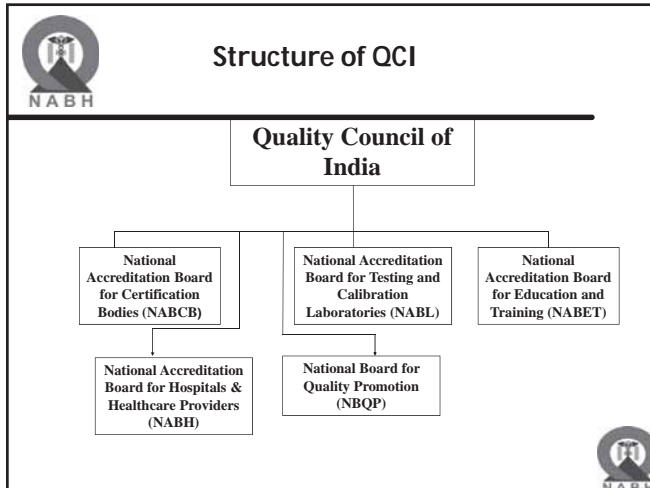 NABH
Structure of QCI
Quality Council of
India
National
Accreditation Board
for Certification
Bodies (NABCB)
National Accreditation
Board for Testing and
Calibration
Laboratories (NABL)
National
Accreditation Board
for Education and
Training (NABET)
National Accreditation
Board for Hospitals &
Healthcare Providers
(NABH)
National Board for
Quality Promotion
(NBQP)
NABH